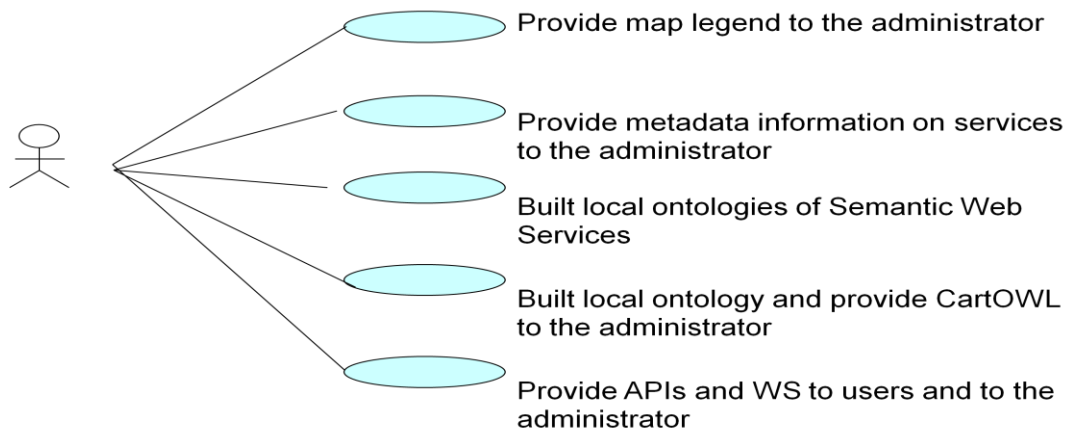 Provide map legend to the administrator
Provide metadata information on services
to the administrator
Built local ontologies of Semantic Web
Services
Built local ontology and provide CartOWL
to the administrator
Provide APIs and WS to users and to the
administrator